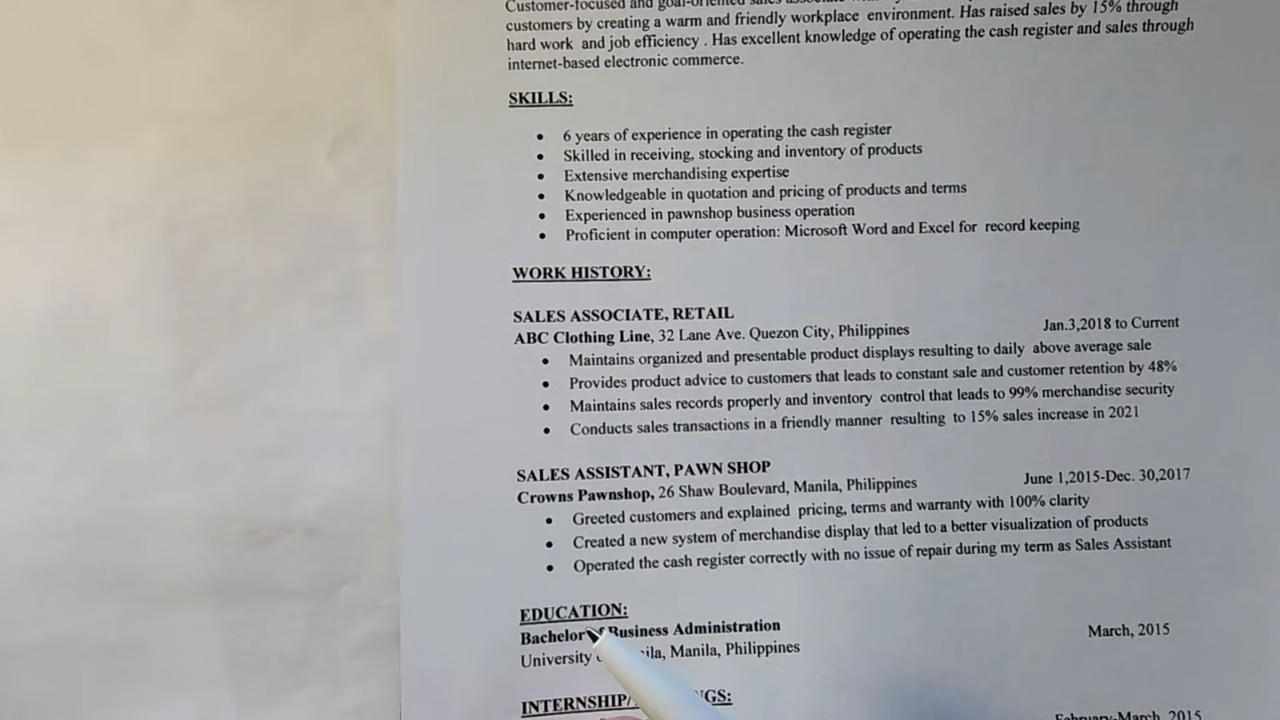 Customer-focused and goal-oriented sales associate
customers by creating a warm and friendly workplace environment. Has raised sales by 15% through
hard work and job efficiency . Has excellent knowledge of operating the cash register and sales through
internet-based electronic commerce.
SKILLS:
• 6 years of experience in operating the cash register
• Skilled in receiving, stocking and inventory of products
• Extensive merchandising expertise
• Knowledgeable in quotation and pricing of products and terms
• Experienced in pawnshop business operation
• Proficient in computer operation: Microsoft Word and Excel for record keeping
WORK HISTORY:
SALES ASSOCIATE, RETAIL
ABC Clothing Line, 32 Lane Ave. Quezon City, Philippines Jan.3,2018 to Current
• Maintains organized and presentable product displays resulting to daily above average sale
• Provides product advice to customers that leads to constant sale and customer retention by 48%
• Maintains sales records properly and inventory control that leads to 99% merchandise security
• Conducts sales transactions in a friendly manner resulting to 15% sales increase in 2021
SALES ASSISTANT, PAWN SHOP
Crowns Pawnshop, 26 Shaw Boulevard, Manila, Philippines June 1,2015-Dec. 30,2017
• Greeted customers and explained pricing, terms and warranty with 100% clarity
• Created a new system of merchandise display that led to a better visualization of products
• Operated the cash register correctly with no issue of repair during my term as Sales Assistant
EDUCATION:
Bachelor Business Administration March, 2015
University Manila, Philippines
INTERNSHIP/
February-March, 2015